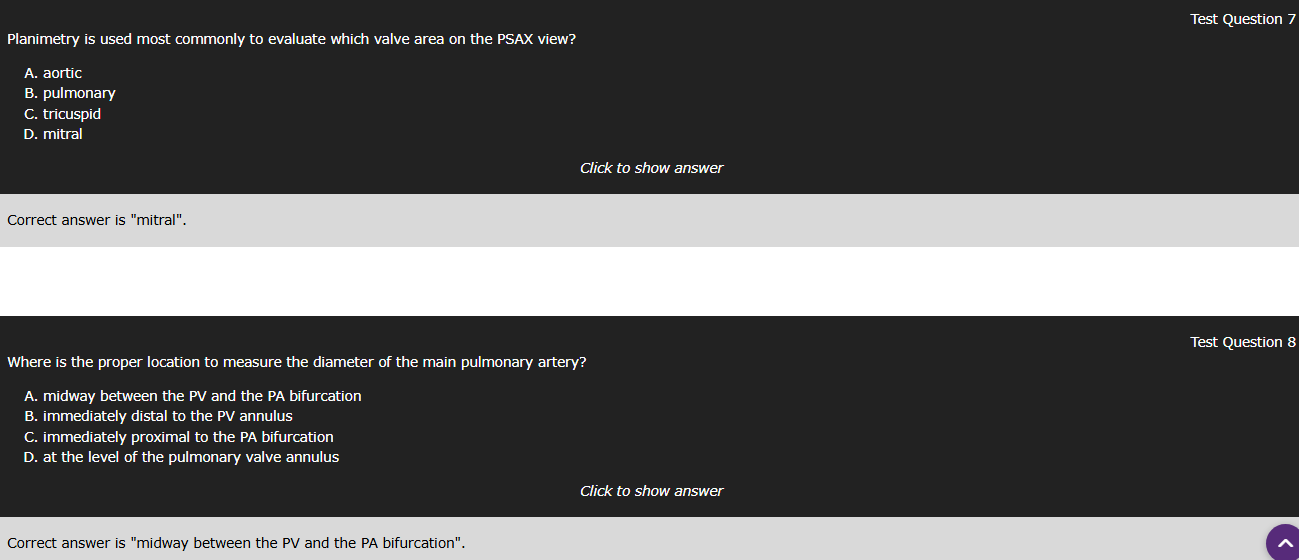 Test Question 7
Planimetry is used most commonly to evaluate which valve area on the PSAX view?
A. aortic
B. pulmonary
C. tricuspid
D. mitral
Click to show answer
Correct answer is "mitral".
Test Question 8
Where is the proper location to measure the diameter of the main pulmonary artery?
A. midway between the PV and the PA bifurcation
B. immediately distal to the PV annulus
C. immediately proximal to the PA bifurcation
D. at the level of the pulmonary valve annulus
Click to show answer
Correct answer is "midway between the PV and the PA bifurcation".